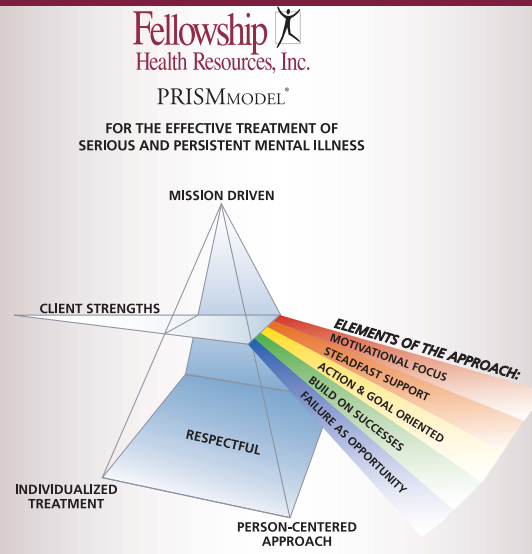 Fellowship
Health Resources, Inc.
PRISMMODEL®
FOR THE EFFECTIVE TREATMENT OF
SERIOUS AND PERSISTENT MENTAL ILLNESS
MISSION DRIVEN
CLIENT STRENGTHS
ELEMENTS OF THE APPROACH:
MOTIVATIONAL FOCUS
STEADFAST SUPPORT
ACTION & GOAL ORIENTED
BUILD ON SUCCESSES
FAILURE AS OPPORTUNITY
RESPECTFUL
INDIVIDUALIZED
TREATMENT
PERSON-CENTERED
APPROACH